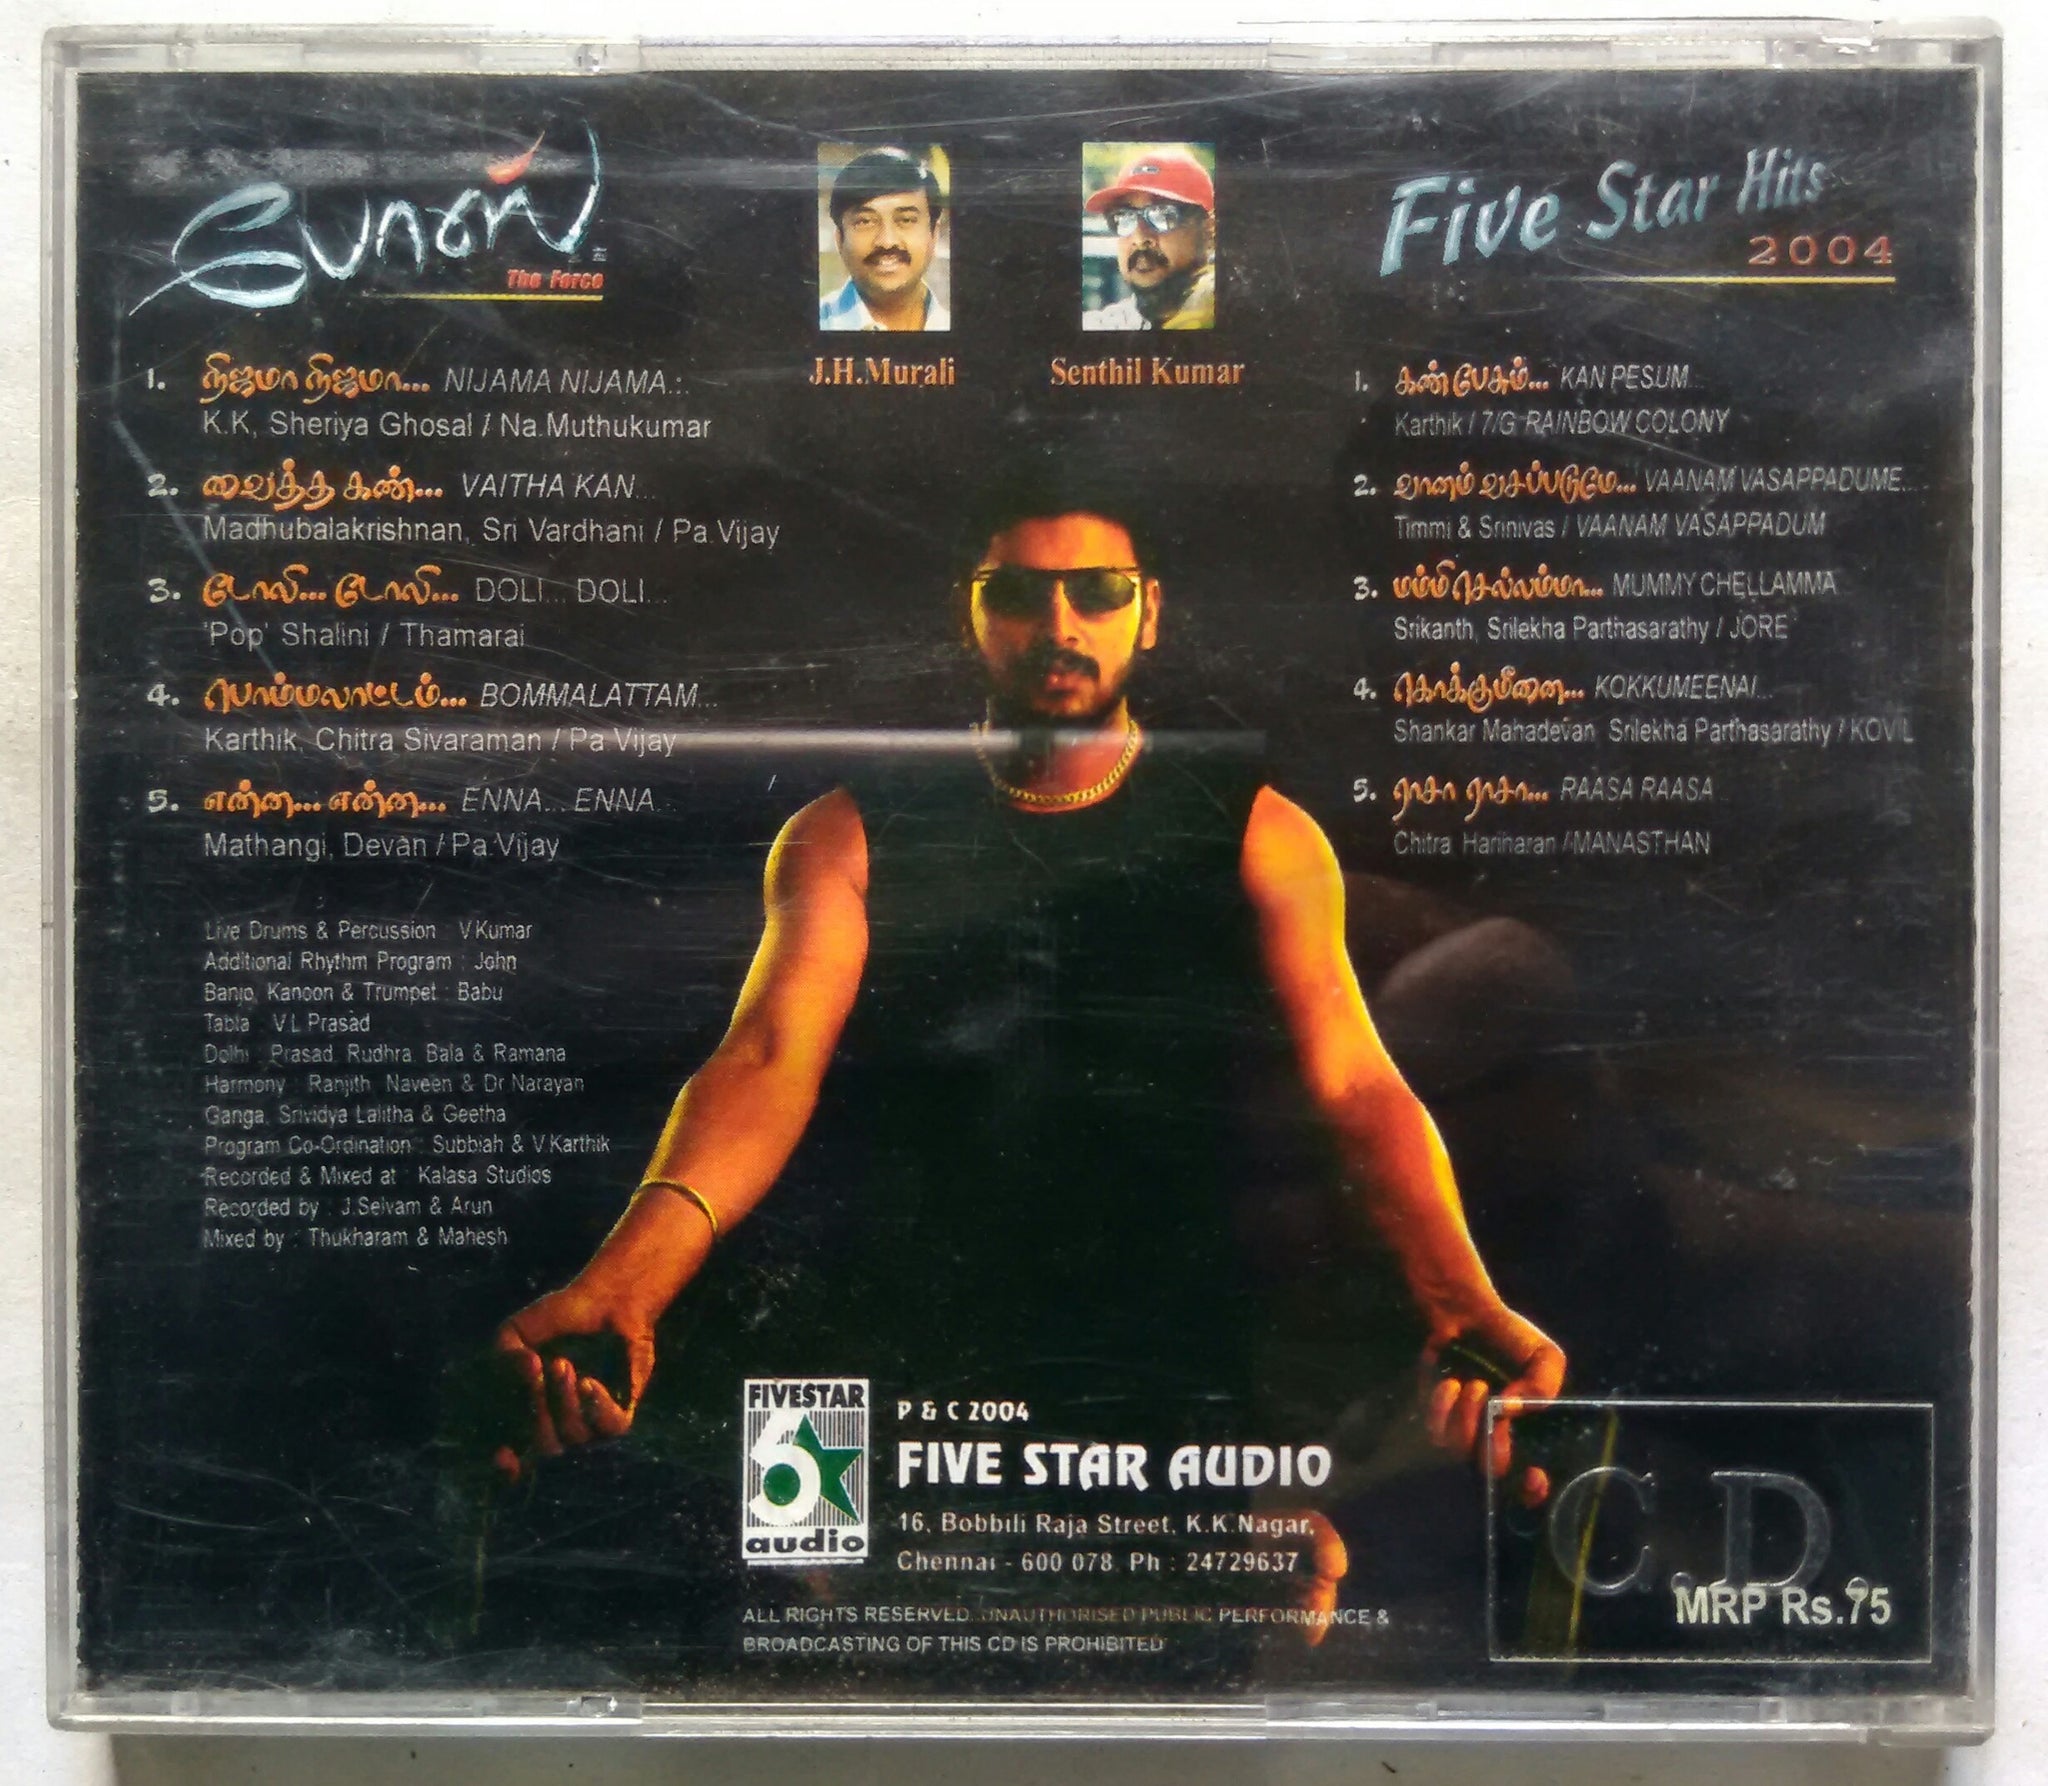 போஸ்
The Force
1. நிஜமா நிஜமா... NIJAMA NIJAMA...
K.K, Sheriya Ghosal / Na.Muthukumar
2. வைத்த கண்... VAITHA KAN...
Madhubalakrishnan, Sri Vardhani / Pa.Vijay
3. டோலி... டோலி... DOLI... DOLI...
'Pop' Shalini / Thamarai
4. பொம்மலாட்டம்... BOMMALATTAM...
Karthik, Chitra Sivaraman / Pa.Vijay
5. என்ன... என்ன... ENNA... ENNA...
Mathangi, Devan / Pa.Vijay
Live Drums & Percussion : V.Kumar
Additional Rhythm Program : John
Banjo, Kanoon & Trumpet : Babu
Tabla : V.L.Prasad
Dolhi : Prasad, Rudhra, Bala & Ramana
Harmony : Ranjith, Naveen & Dr.Narayan
Ganga, Srividya Lalitha & Geetha
Program Co-Ordination : Subbiah & V.Karthik
Recorded & Mixed at : Kalasa Studios
Recorded by : J.Selvam & Arun
Mixed by : Thukharam & Mahesh
J.H.Murali
Senthil Kumar
Five Star Hits
2004
1. கண் பேசும்... KAN PESUM...
Karthik / 7/G RAINBOW COLONY
2. வானம் வசப்படுமே... VAANAM VASAPPADUME...
Timmi & Srinivas / VAANAM VASAPPADUM
3. மம்மி செல்லம்மா... MUMMY CHELLAMMA
Srikanth, Srilekha Parthasarathy / JORE
4. கொக்குமீனை... KOKKUMEENAI...
Shankar Mahadevan, Srilekha Parthasarathy / KOVIL
5. ராசா ராசா... RAASA RAASA...
Chitra Hariharan / MANASTHAN
FIVESTAR
5
audio
P & C 2004
FIVE STAR AUDIO
16, Bobbili Raja Street, K.K.Nagar,
Chennai - 600 078. Ph : 24729637
ALL RIGHTS RESERVED. UNAUTHORISED PUBLIC PERFORMANCE &
BROADCASTING OF THIS CD IS PROHIBITED
C.D.
MRP Rs.75